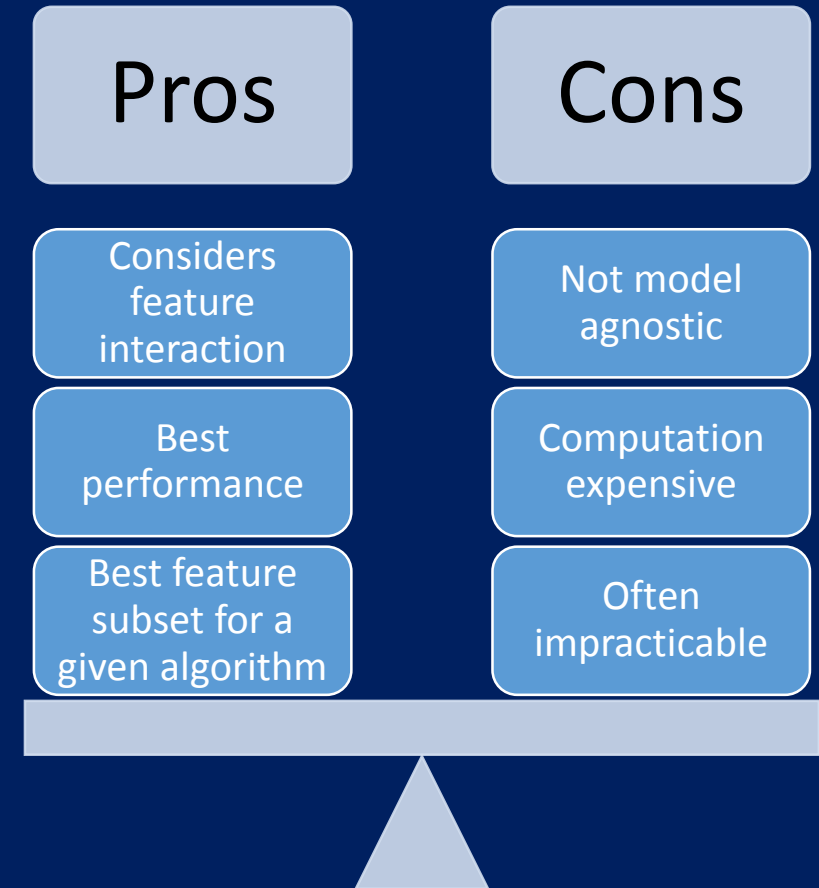 Pros
Cons
Considers
feature
interaction
Not model
agnostic
Best
performance
Computation
expensive
Best feature
subset for a
given algorithm
Often
impracticable